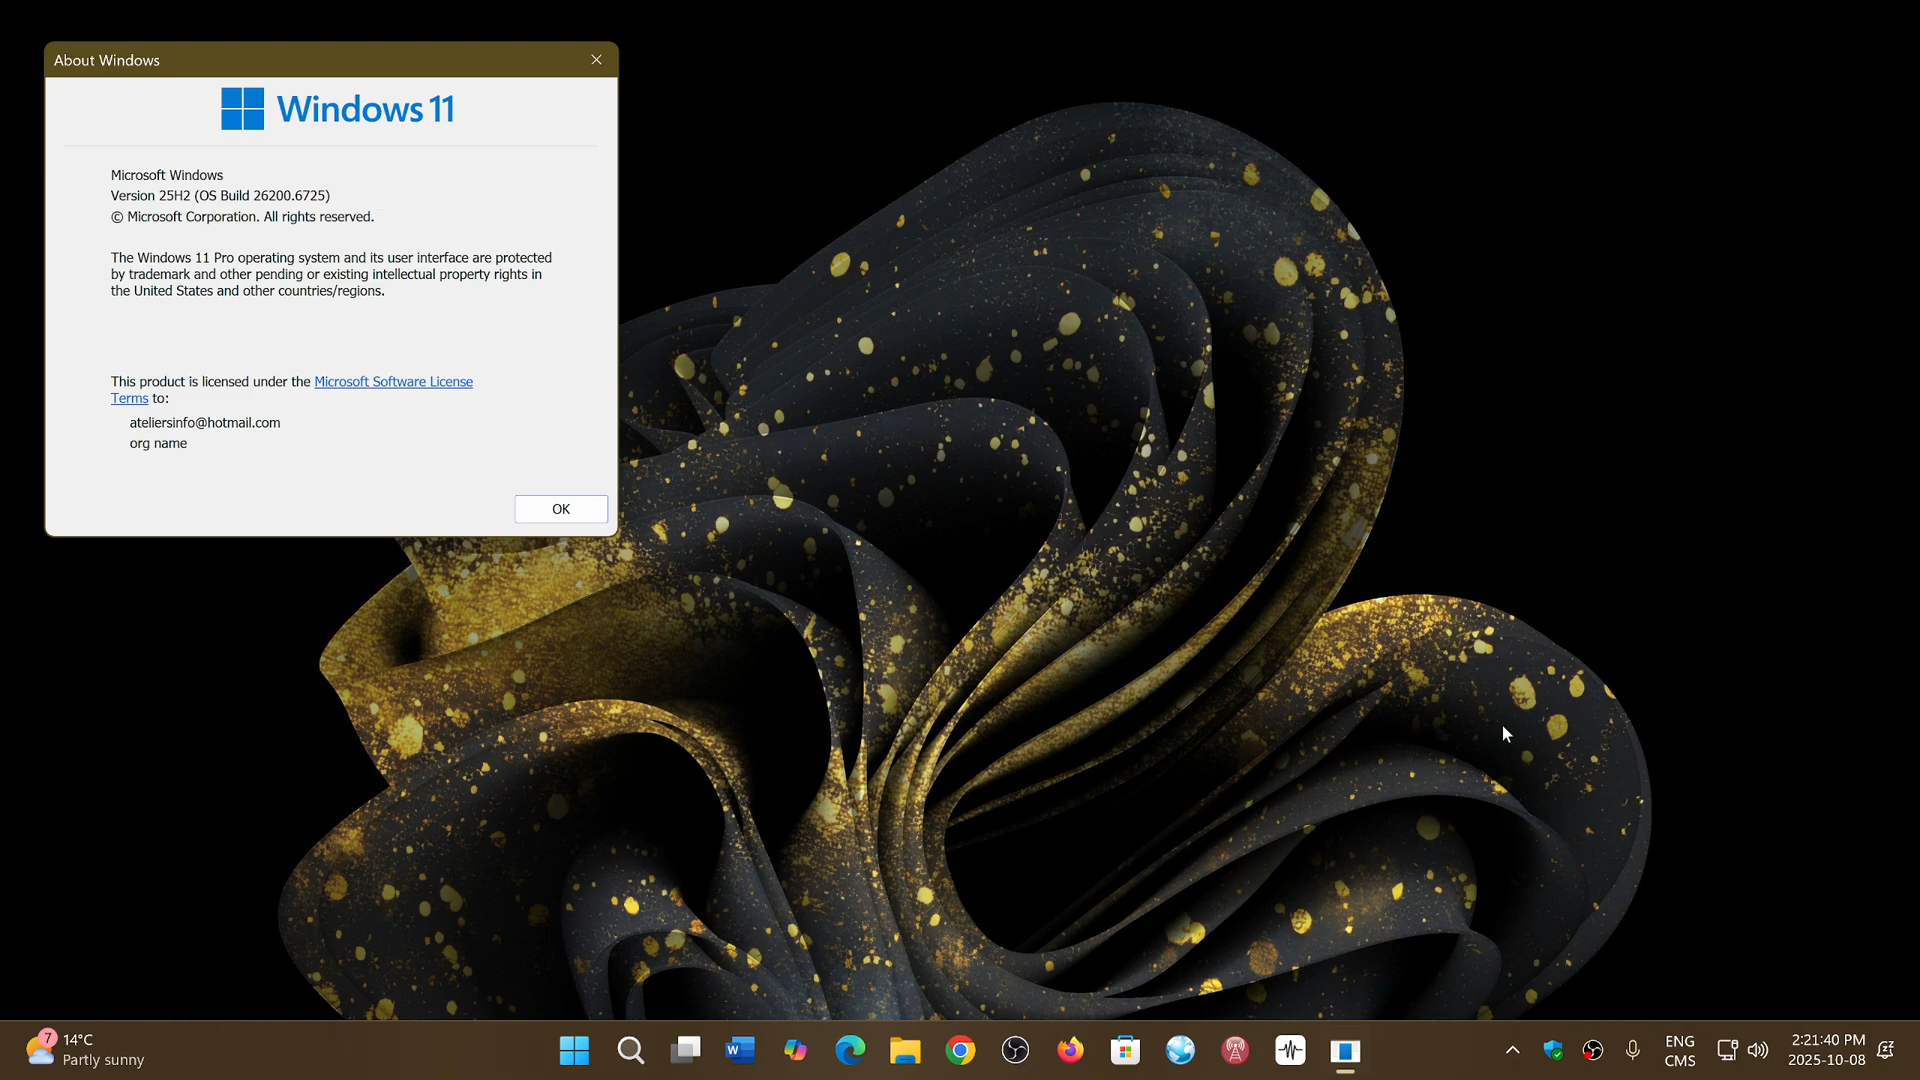 About Windows
Windows 11
Microsoft Windows
Version 25H2 (OS Build 26200.6725)
© Microsoft Corporation. All rights reserved.
The Windows 11 Pro operating system and its user interface are protected
by trademark and other pending or existing intellectual property rights in
the United States and other countries/regions.
This product is licensed under the Microsoft Software License
Terms to:
ateliersinfo@hotmail.com
org name
OK
7
14°C
Partly sunny
W
ENG
CMS
2:21:40 PM
2025-10-08